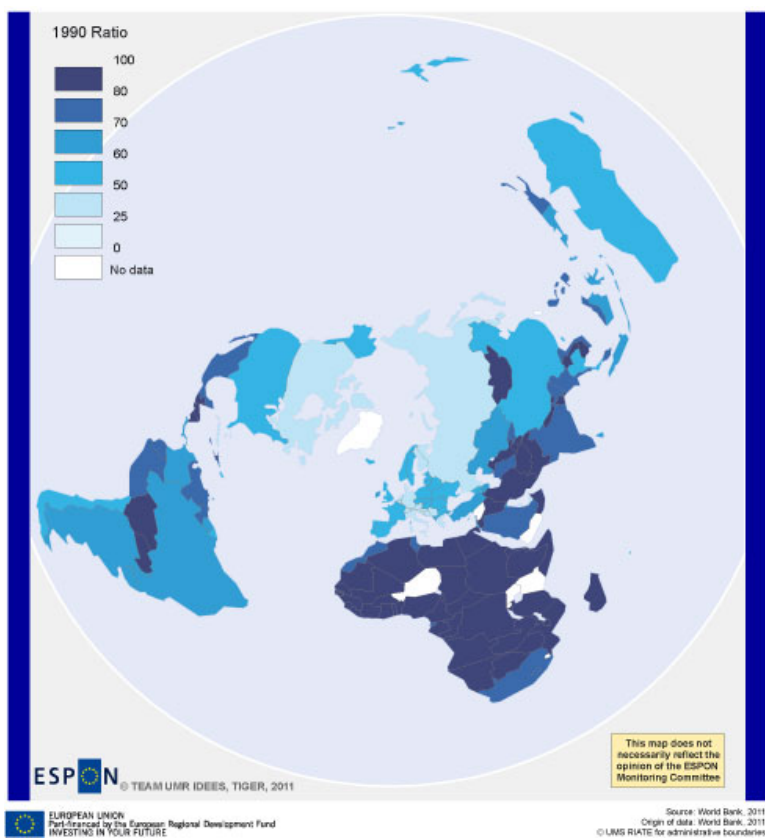 1990 Ratio
100
80
70
60
50
25
0
No data
This map does not
necessarily reflect the
opinion of the ESPON
Monitoring Committee
ESPON © TEAM UMR IDEES, TIGER, 2011
EUROPEAN UNION
Part-financed by the European Regional Development Fund
INVESTING IN YOUR FUTURE
Source: World Bank, 2011
Origin of data: World Bank, 2011
© UMS RIATE for administrative boundaries